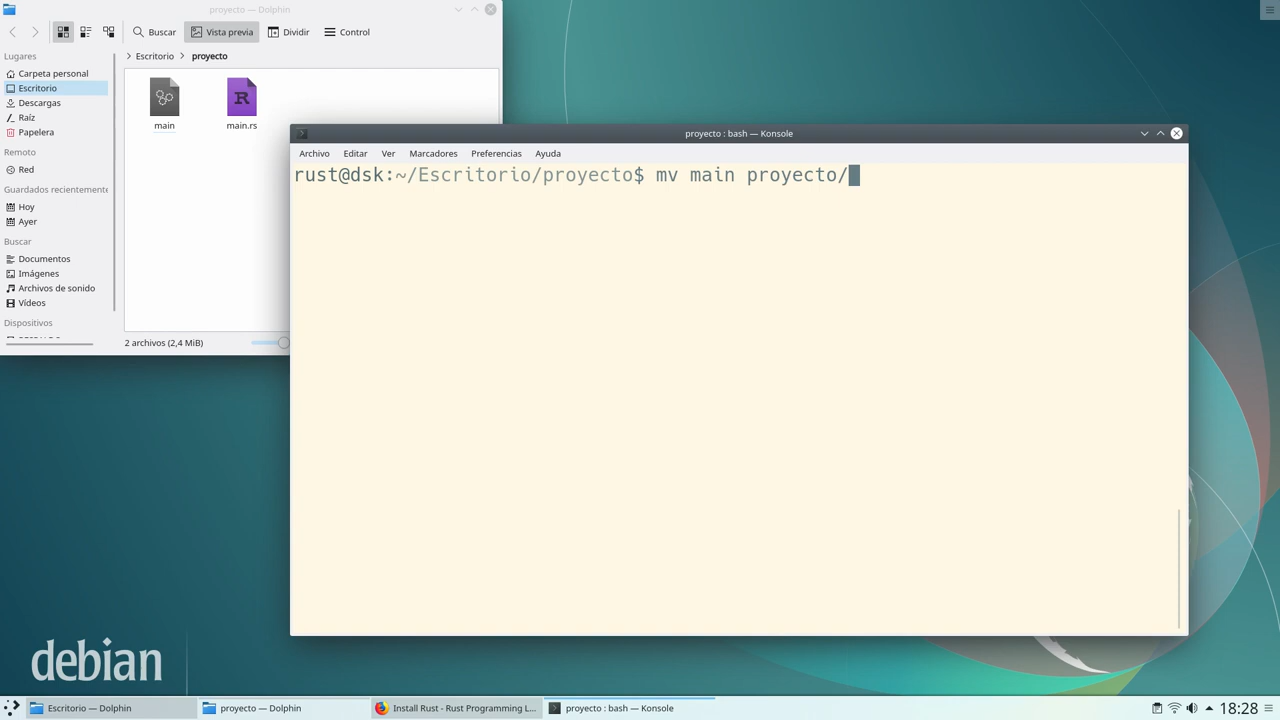 proyecto — Dolphin
Buscar
Vista previa
Dividir
Control
Escritorio
proyecto
Lugares
Carpeta personal
Escritorio
Descargas
Raíz
Papelera
Remoto
Red
Guardados recientemente
Hoy
Ayer
Buscar
Documentos
Imágenes
Archivos de sonido
Vídeos
Dispositivos
R
main
main.rs
2 archivos (2,4 MiB)
proyecto : bash — Konsole
Archivo Editar Ver Marcadores Preferencias Ayuda
rust@dsk:~/Escritorio/proyecto$ mv main proyecto/
debian
Escritorio — Dolphin
proyecto — Dolphin
Install Rust - Rust Programming L...
proyecto : bash — Konsole
18:28